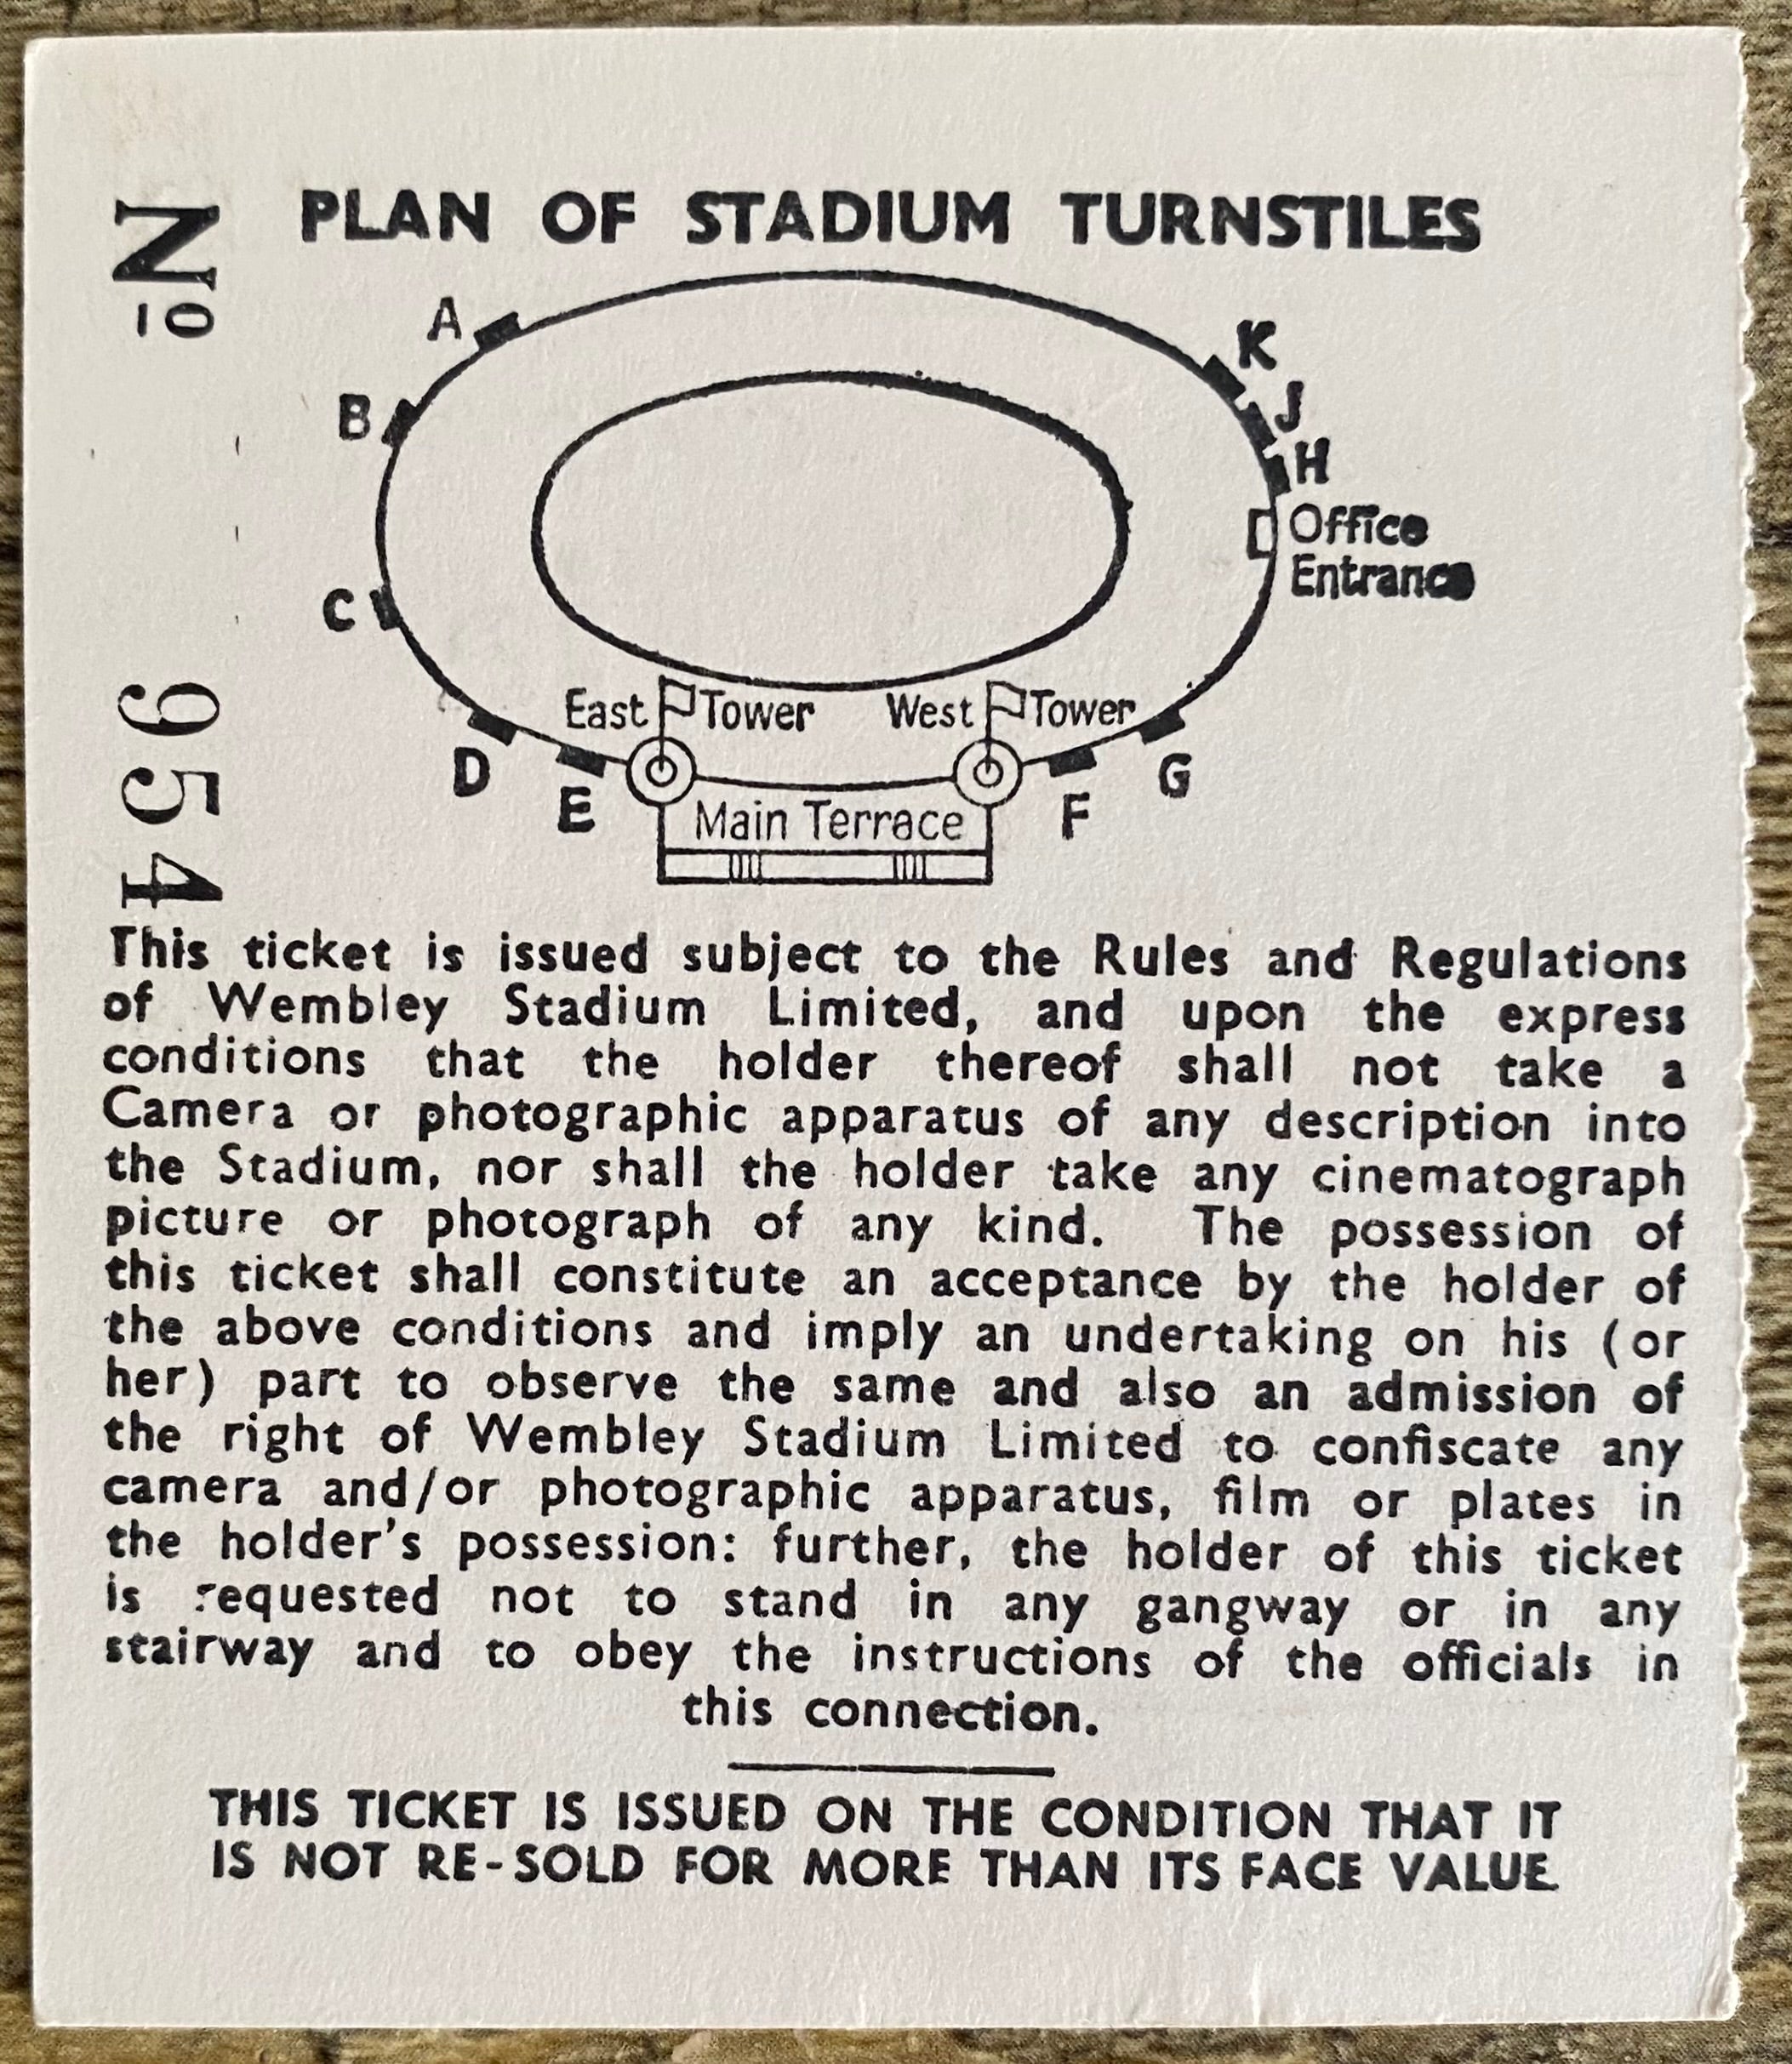 PLAN OF STADIUM TURNSTILES
Nº 954
A
K
B
J
H
Office
Entrance
C
East Tower
West Tower
D
E
F
G
Main Terrace
This ticket is issued subject to the Rules and Regulations
of Wembley Stadium Limited, and upon the express
conditions that the holder thereof shall not take a
Camera or photographic apparatus of any description into
the Stadium, nor shall the holder take any cinematograph
picture or photograph of any kind. The possession of
this ticket shall constitute an acceptance by the holder of
the above conditions and imply an undertaking on his (or
her) part to observe the same and also an admission of
the right of Wembley Stadium Limited to confiscate any
camera and/or photographic apparatus, film or plates in
the holder's possession: further, the holder of this ticket
is requested not to stand in any gangway or in any
stairway and to obey the instructions of the officials in
this connection.
THIS TICKET IS ISSUED ON THE CONDITION THAT IT
IS NOT RE-SOLD FOR MORE THAN ITS FACE VALUE